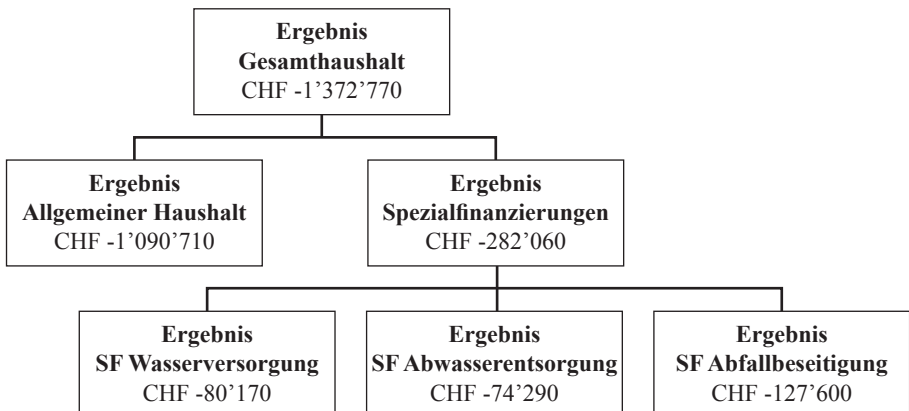 Ergebnis
Gesamthaushalt
CHF -1’372’770
Ergebnis
Allgemeiner Haushalt
CHF -1’090’710
Ergebnis
Spezialfinanzierungen
CHF -282’060
Ergebnis
SF Wasserversorgung
CHF -80’170
Ergebnis
SF Abwasserentsorgung
CHF -74’290
Ergebnis
SF Abfallbeseitigung
CHF -127’600